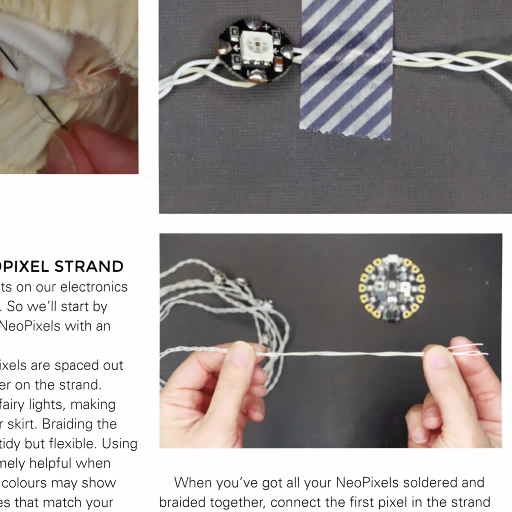 PIXEL STRAND
ts on our electronics
So we'll start by
NeoPixels with an
ixels are spaced out
er on the strand.
fairy lights, making
skirt. Braiding the
tidy but flexible. Using
mely helpful when
colours may show
es that match your
When you've got all your NeoPixels soldered and
braided together, connect the first pixel in the strand